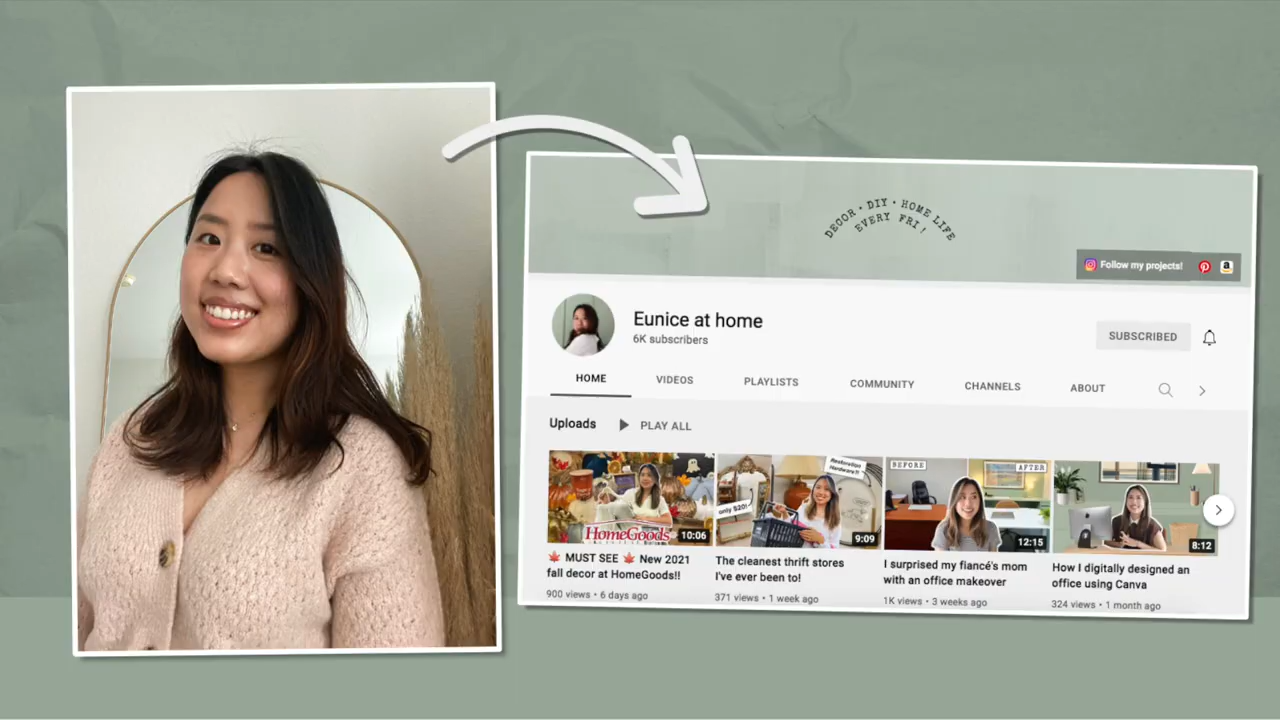 DECOR • DIY • HOME LIFE
EVERY FRI!
Follow my projects!
Eunice at home
6K subscribers
SUBSCRIBED
HOME VIDEOS PLAYLISTS COMMUNITY CHANNELS ABOUT
Uploads PLAY ALL
HomeGoods
10:06
only $20!
Restoration
Hardware?!
9:09
BEFORE
AFTER
12:15
8:12
🍁 MUST SEE 🍁 New 2021
fall decor at HomeGoods!!
900 views • 6 days ago
The cleanest thrift stores
I've ever been to!
371 views • 1 week ago
I surprised my fiancé's mom
with an office makeover
1K views • 3 weeks ago
How I digitally designed an
office using Canva
324 views • 1 month ago